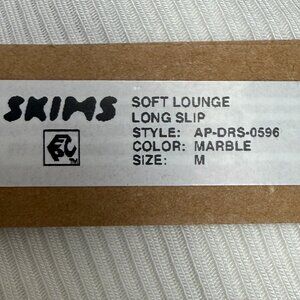 SKIMS
SOFT LOUNGE
LONG SLIP
STYLE: AP-DRS-0596
COLOR: MARBLE
SIZE: M